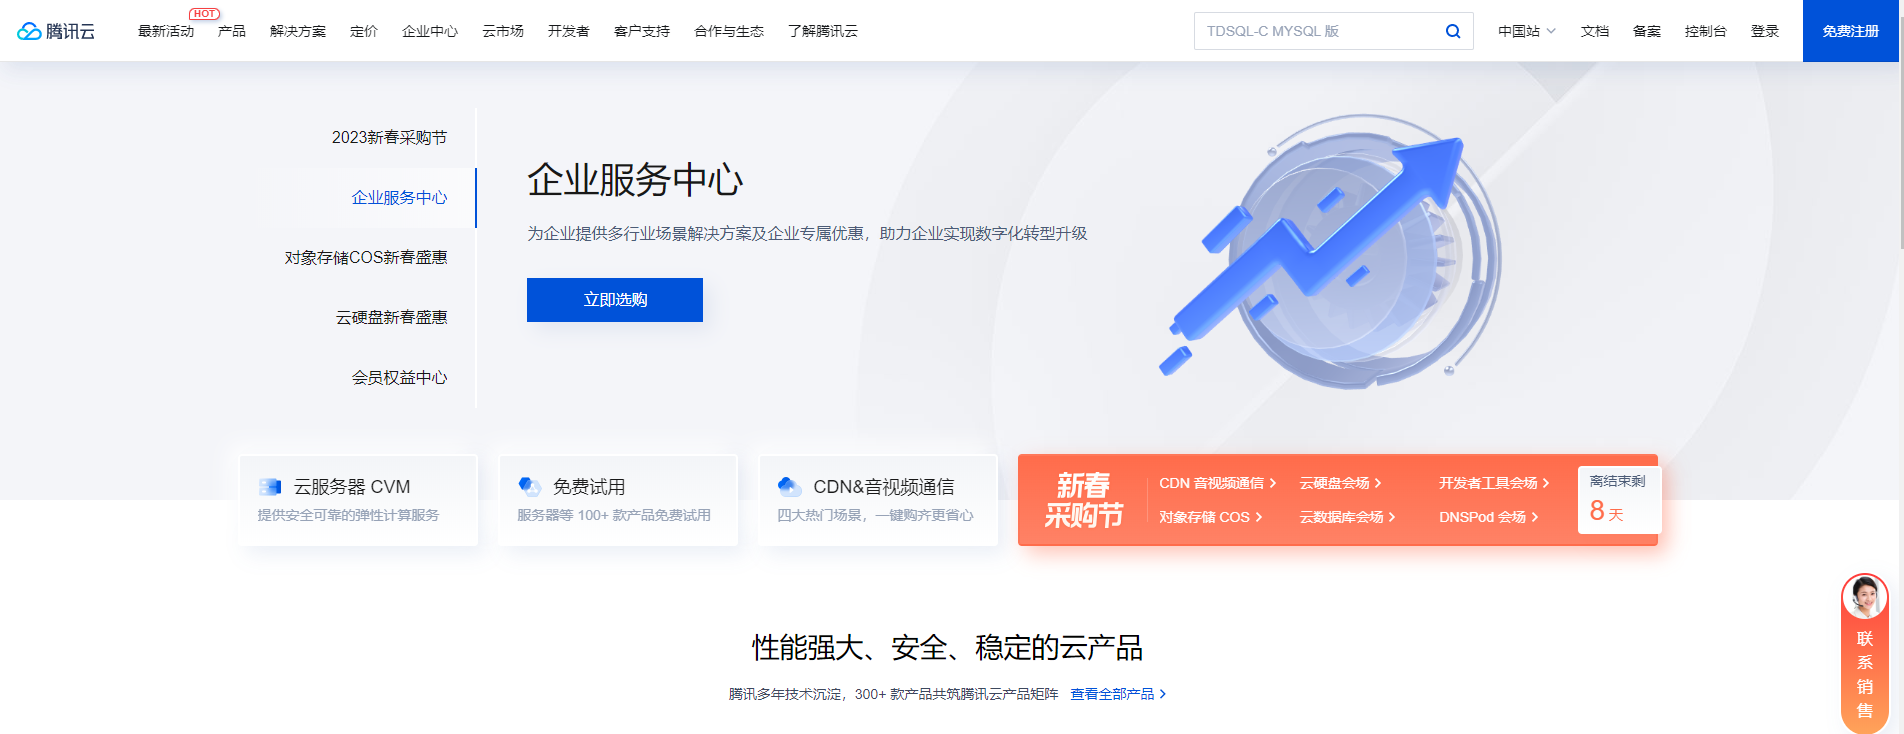 腾讯云
最新活动
HOT
产品
解决方案
定价
企业中心
云市场
开发者
客户支持
合作与生态
了解腾讯云
TDSQL-C MYSQL 版
中国站
文档
备案
控制台
登录
免费注册
2023新春采购节
企业服务中心
对象存储COS新春盛惠
云硬盘新春盛惠
会员权益中心
企业服务中心
为企业提供多行业场景解决方案及企业专属优惠，助力企业实现数字化转型升级
立即选购
云服务器 CVM
提供安全可靠的弹性计算服务
免费试用
服务器等 100+ 款产品免费试用
CDN&音视频通信
四大热门场景，一键购齐更省心
新春
采购节
CDN 音视频通信
云硬盘会场
开发者工具会场
对象存储 COS
云数据库会场
DNSPod 会场
离结束剩
8 天
性能强大、安全、稳定的云产品
腾讯多年技术沉淀，300+ 款产品共筑腾讯云产品矩阵 查看全部产品
联
系
销
售